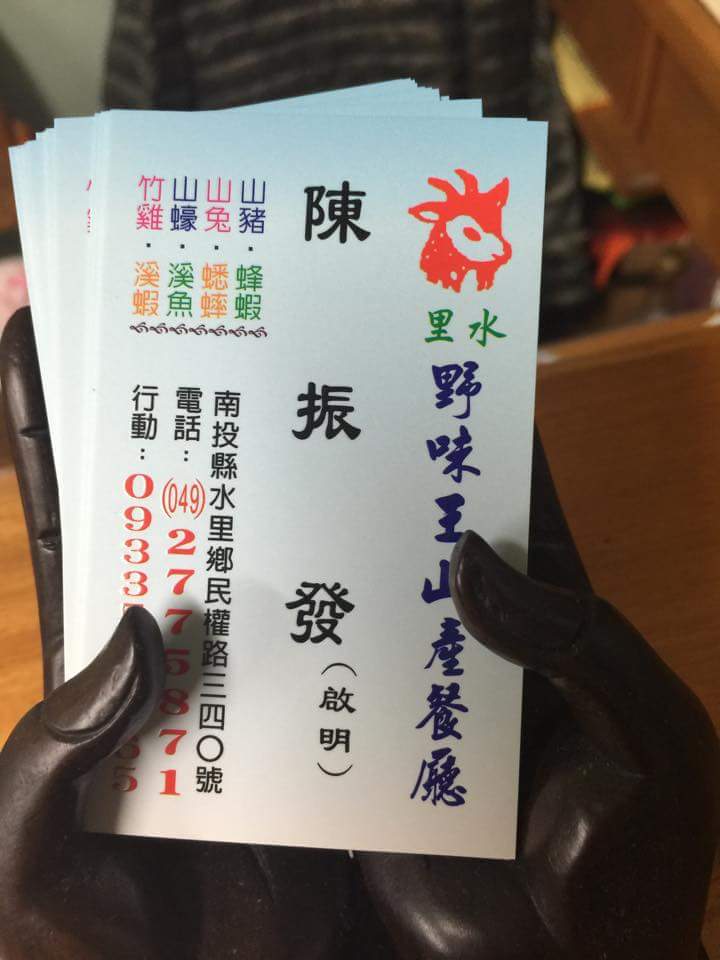 水里
野味王山產餐廳
陳振發(啟明)
山豬·蜂蝦
山兔·蟋蟀
山蠔·溪魚
竹雞·溪蝦
南投縣水里鄉民權路三四〇號
電話:(049)2775871
行動:0933